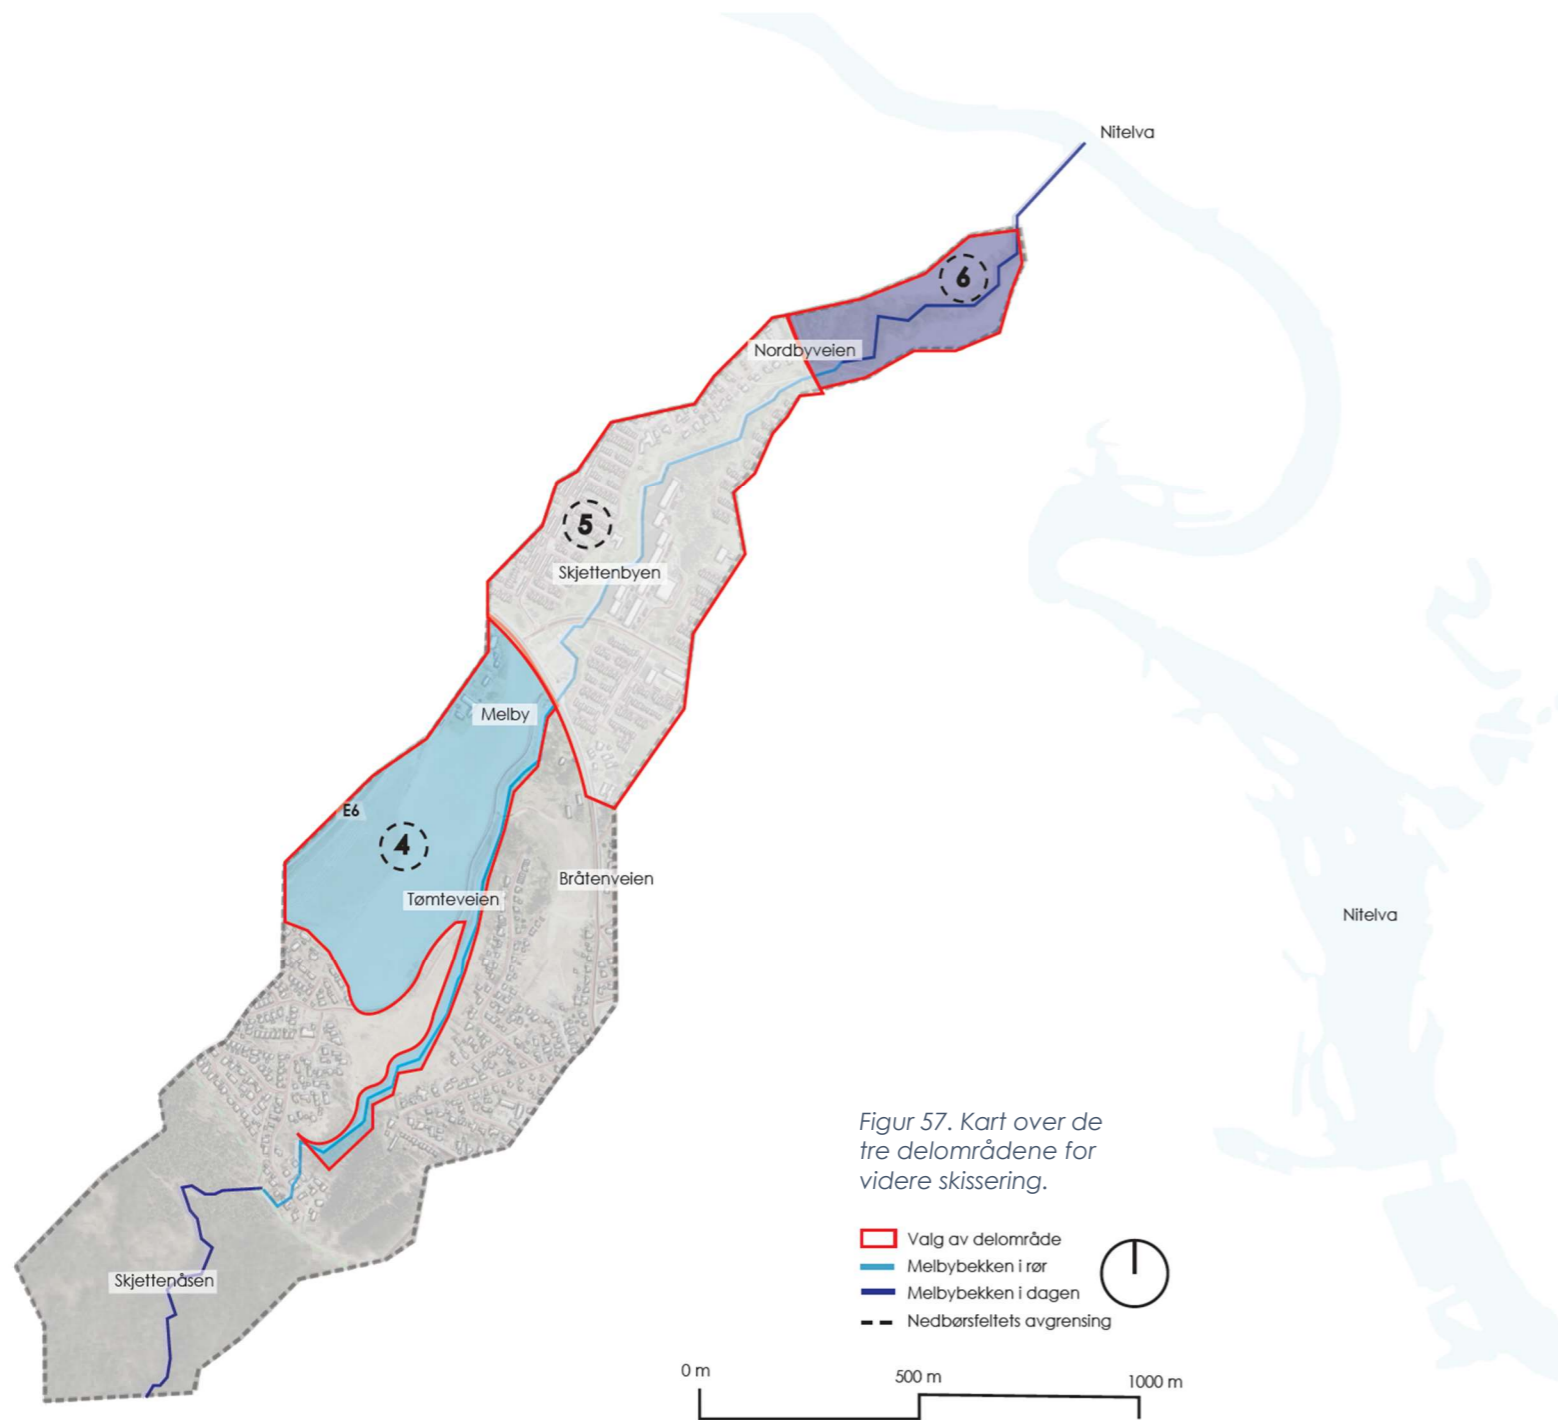 Nitelva
6
Nordbyveien
5
Skjettenbyen
Melby
E6
4
Bråtenveien
Tømteveien
Nitelva
Figur 57. Kart over de
tre delområdene for
videre skissering.
Valg av delområde
Melbybekken i rør
Melbybekken i dagen
Nedbørsfeltets avgrensing
Skjettenåsen
0 m
500 m
1000 m